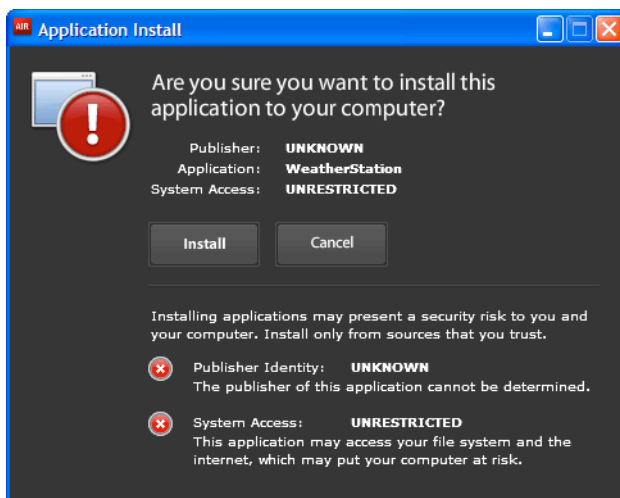 AIR Application Install
Are you sure you want to install this
application to your computer?
Publisher: UNKNOWN
Application: WeatherStation
System Access: UNRESTRICTED
Install Cancel
Installing applications may present a security risk to you and
your computer. Install only from sources that you trust.
Publisher Identity: UNKNOWN
The publisher of this application cannot be determined.
System Access: UNRESTRICTED
This application may access your file system and the
internet, which may put your computer at risk.